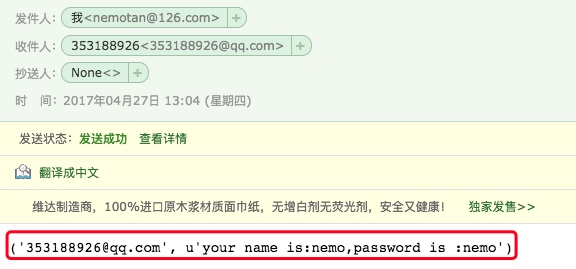 发件人： 我<nemotan@126.com> +
收件人： 353188926<353188926@qq.com> +
抄送人： None<> +
时　间： 2017年04月27日 13:04 (星期四)
发送状态： 发送成功 查看详情
翻译成中文
维达制造商，100%进口原木浆材质面巾纸，无增白剂无荧光剂，安全又健康！ 独家发售>>
('353188926@qq.com', u'your name is:nemo,password is :nemo')